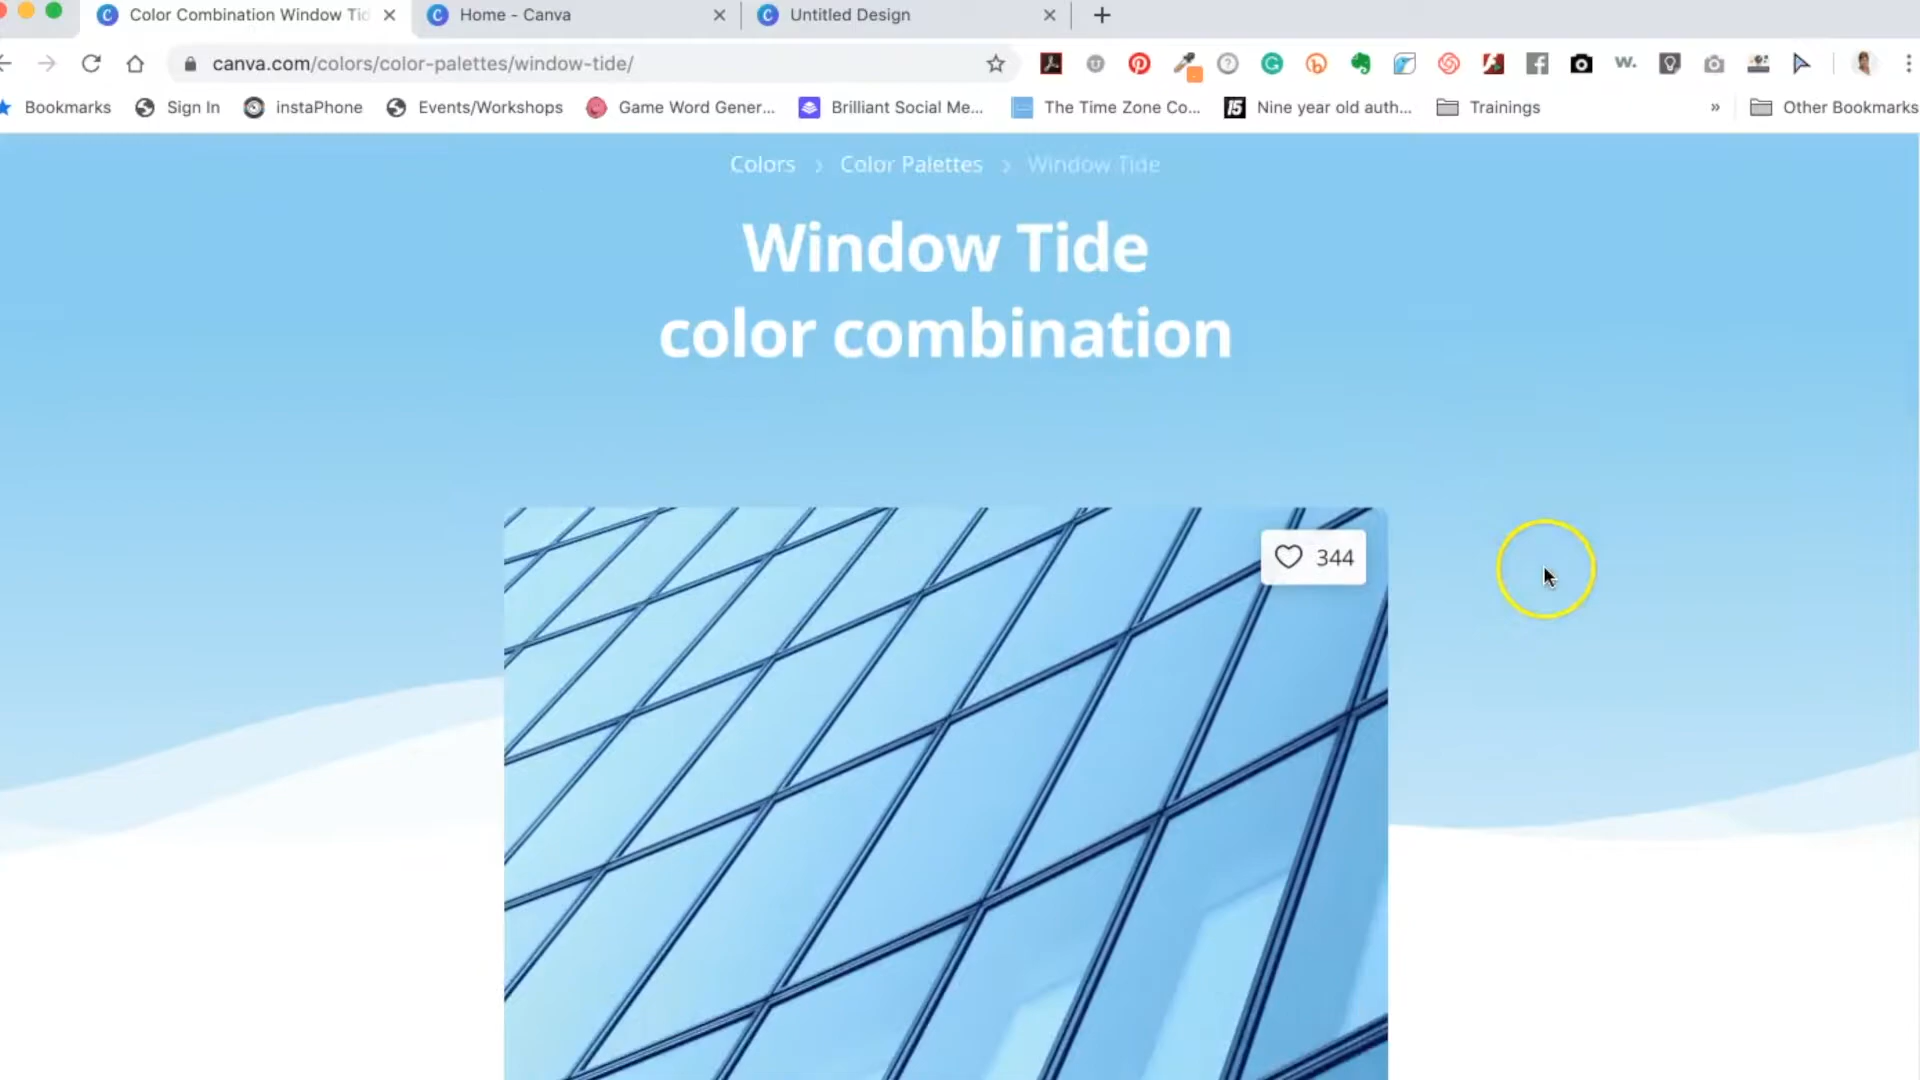 Color Combination Window Tid
Home - Canva
Untitled Design
canva.com/colors/color-palettes/window-tide/
Bookmarks
Sign In
instaPhone
Events/Workshops
Game Word Gener...
Brilliant Social Me...
The Time Zone Co...
15
Nine year old auth...
Trainings
»
Other Bookmarks
Colors › Color Palettes › Window Tide
Window Tide
color combination
344